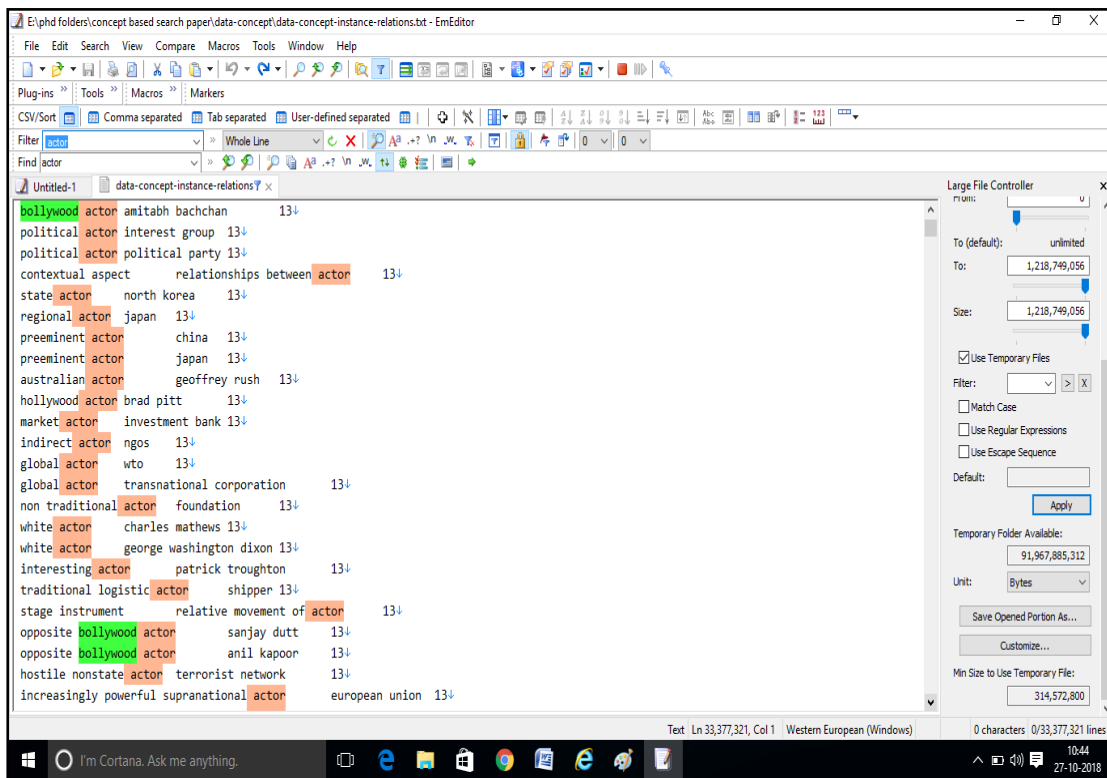 E:\phd folders\concept based search paper\data-concept\data-concept-instance-relations.txt - EmEditor
File Edit Search View Compare Macros Tools Window Help
Plug-ins » Tools » Macros » Markers
CSV/Sort Comma separated Tab separated User-defined separated
Filter actor » Whole Line 0 0
Find actor »
Untitled-1 data-concept-instance-relations
bollywood actor amitabh bachchan 13↓
political actor interest group 13↓
political actor political party 13↓
contextual aspect relationships between actor 13↓
state actor north korea 13↓
regional actor japan 13↓
preeminent actor china 13↓
preeminent actor japan 13↓
australian actor geoffrey rush 13↓
hollywood actor brad pitt 13↓
market actor investment bank 13↓
indirect actor ngos 13↓
global actor wto 13↓
global actor transnational corporation 13↓
non traditional actor foundation 13↓
white actor charles mathews 13↓
white actor george washington dixon 13↓
interesting actor patrick troughton 13↓
traditional logistic actor shipper 13↓
stage instrument relative movement of actor 13↓
opposite bollywood actor sanjay dutt 13↓
opposite bollywood actor anil kapoor 13↓
hostile nonstate actor terrorist network 13↓
increasingly powerful supranational actor european union 13↓
Large File Controller x
From: 0
To (default): unlimited
To: 1,218,749,056
Size: 1,218,749,056
Use Temporary Files
Filter: > X
Match Case
Use Regular Expressions
Use Escape Sequence
Default:
Apply
Temporary Folder Available:
91,967,885,312
Unit: Bytes
Save Opened Portion As...
Customize...
Min Size to Use Temporary File:
314,572,800
Text Ln 33,377,321, Col 1 Western European (Windows) 0 characters 0/33,377,321 lines
I'm Cortana. Ask me anything.
10:44
27-10-2018